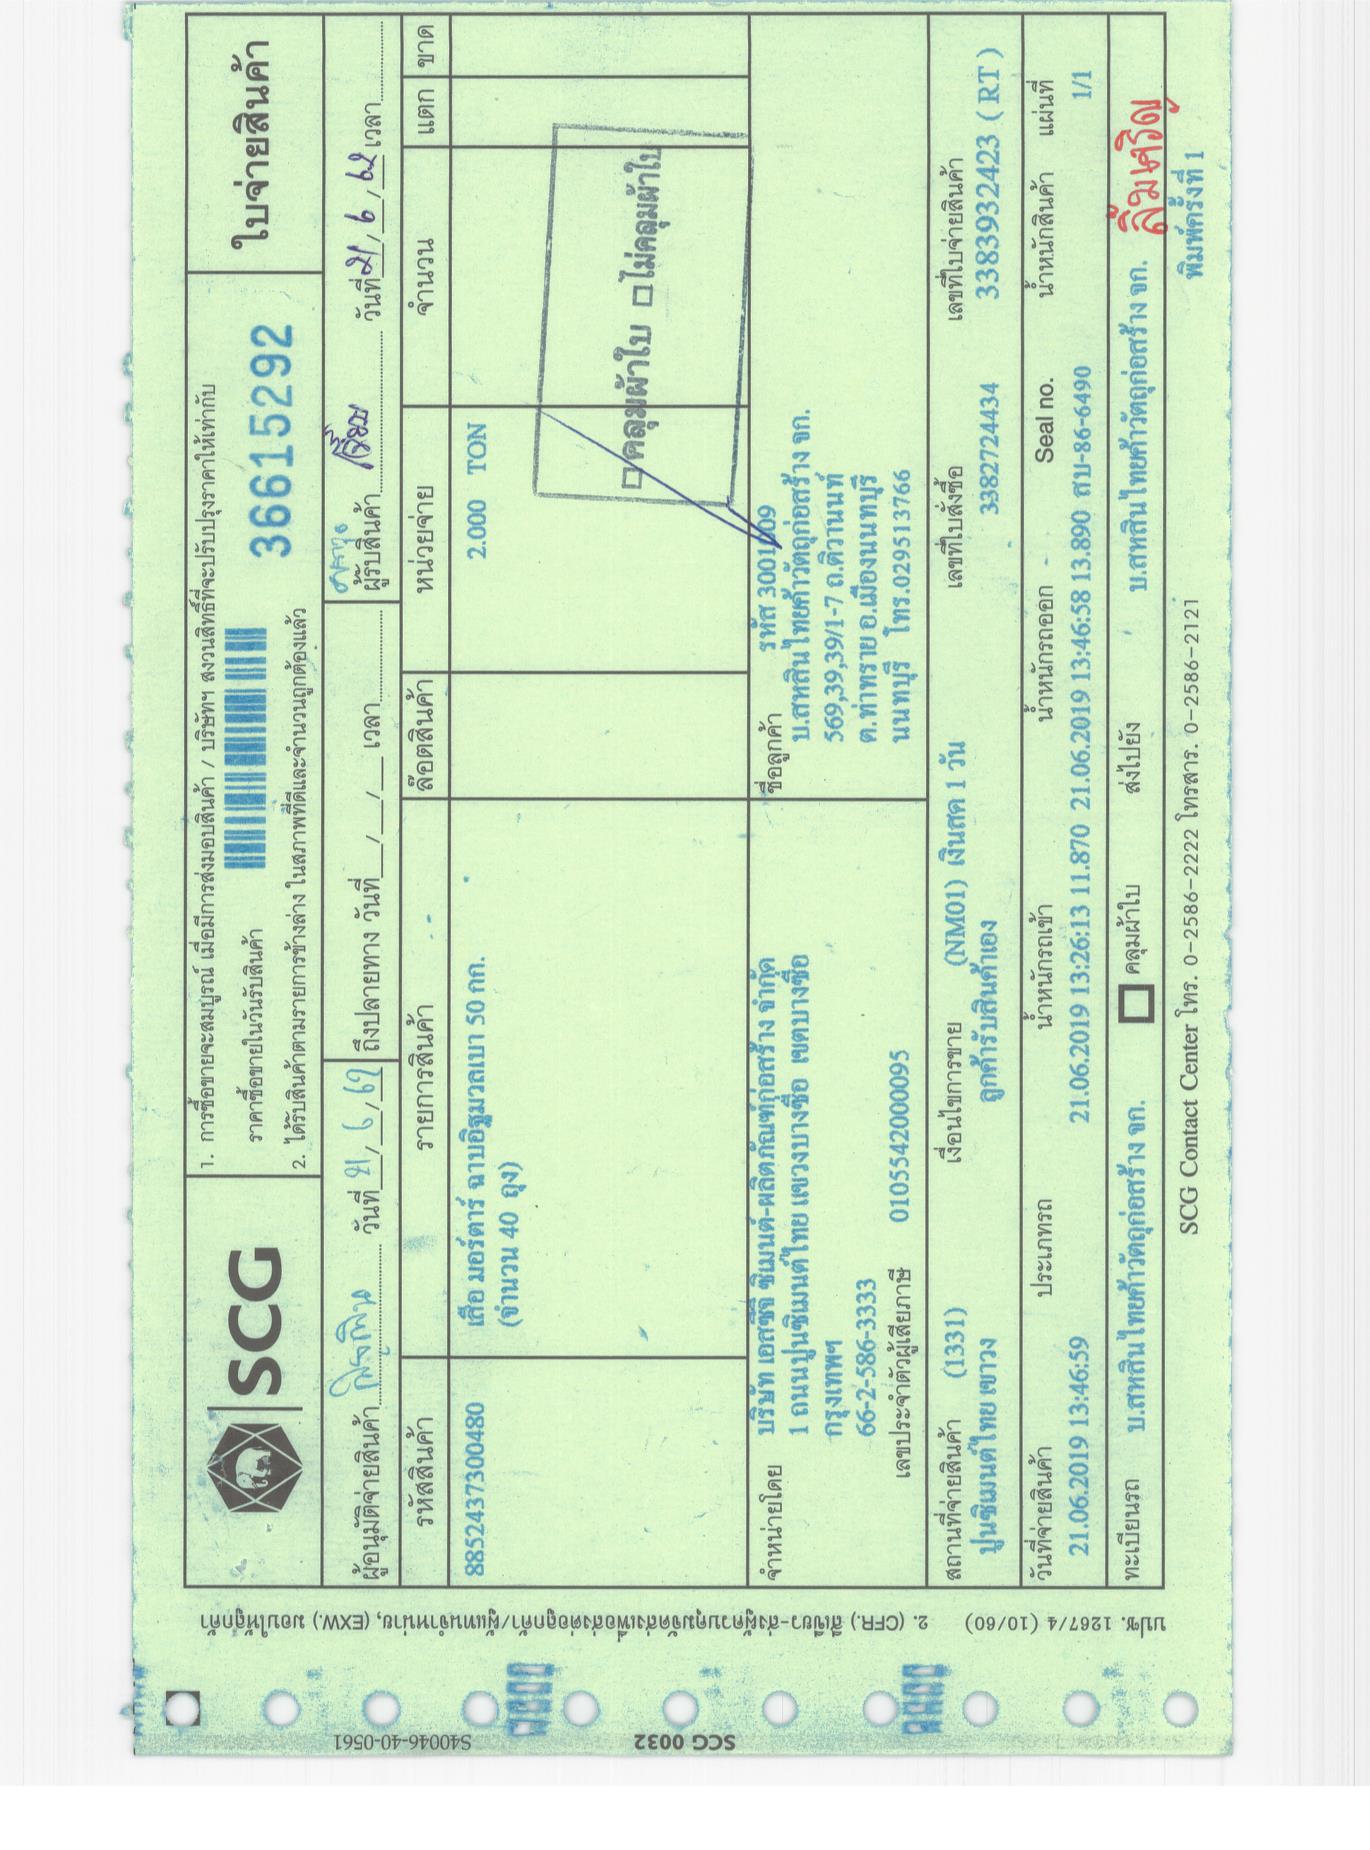 SCG
1. การซื้อขายจะสมบูรณ์ เมื่อมีการส่งมอบสินค้า / บริษัทฯ สงวนสิทธิ์ที่จะปรับปรุงราคาให้เท่ากับ
ราคาซื้อขายในวันรับสินค้า
36615292
2. ได้รับสินค้าตามรายการข้างล่าง ในสภาพที่ดีและจำนวนถูกต้องแล้ว
ใบจ่ายสินค้า
ผู้อนุมัติจ่ายสินค้า วันที่ 21/6/62 ถึงปลายทาง วันที่ / / เวลา ผู้รับสินค้า วันที่ 21/6/62 เวลา
รหัสสินค้า รายการสินค้า ล๊อตสินค้า หน่วยจ่าย จำนวน แตก ขาด
8852437300480 เสือ มอร์ตาร์ ฉาบอิฐมวลเบา 50 กก. 2.000 TON
(จำนวน 40 ถุง)
คลุมผ้าใบ ไม่คลุมผ้าใบ
จำหน่ายโดย บริษัท เอสซีจี ซิเมนต์-ผลิตภัณฑ์ก่อสร้าง จำกัด
1 ถนนปูนซิเมนต์ไทย แขวงบางซื่อ เขตบางซื่อ
กรุงเทพฯ
66-2-586-3333
เลขประจำตัวผู้เสียภาษี 0105542000095
ชื่อลูกค้า รหัส 3001009
บ.สหสินไทยค้าวัตถุก่อสร้าง จก.
569,39,39/1-7 ถ.ติวานนท์
ต.ท่าทราย อ.เมืองนนทบุรี
นนทบุรี โทร.029513766
สถานที่จ่ายสินค้า (1331) เงื่อนไขการขาย (NM01) เงินสด 1 วัน เลขที่ใบสั่งซื้อ เลขที่ใบจ่ายสินค้า
ปูนซิเมนต์ไทย เขาวง ลูกค้ารับสินค้าเอง 3382724434 3383932423 ( RT )
วันที่จ่ายสินค้า ประเภทรถ น้ำหนักรถเข้า น้ำหนักรถออก Seal no. น้ำหนักสินค้า แผ่นที่
21.06.2019 13:46:59 21.06.2019 13:26:13 11.870 21.06.2019 13:46:58 13.890 สบ-86-6490 1/1
ทะเบียนรถ บ.สหสินไทยค้าวัตถุก่อสร้าง จก. คลุมผ้าใบ ส่งไปยัง บ.สหสินไทยค้าวัตถุก่อสร้าง จก. ลิ้มเจริญ
SCG Contact Center โทร. 0-2586-2222 โทรสาร. 0-2586-2121
พิมพ์ครั้งที่ 1
S40046-40-0561
SCG 0032
บปซ. 1267/4 (10/60) 2. (CFR.) สีเขียว-ส่งผู้ควบคุมจัดส่งเพื่อส่งต่อลูกค้า/ผู้แทนจำหน่าย, (EXW.) มอบให้ลูกค้า